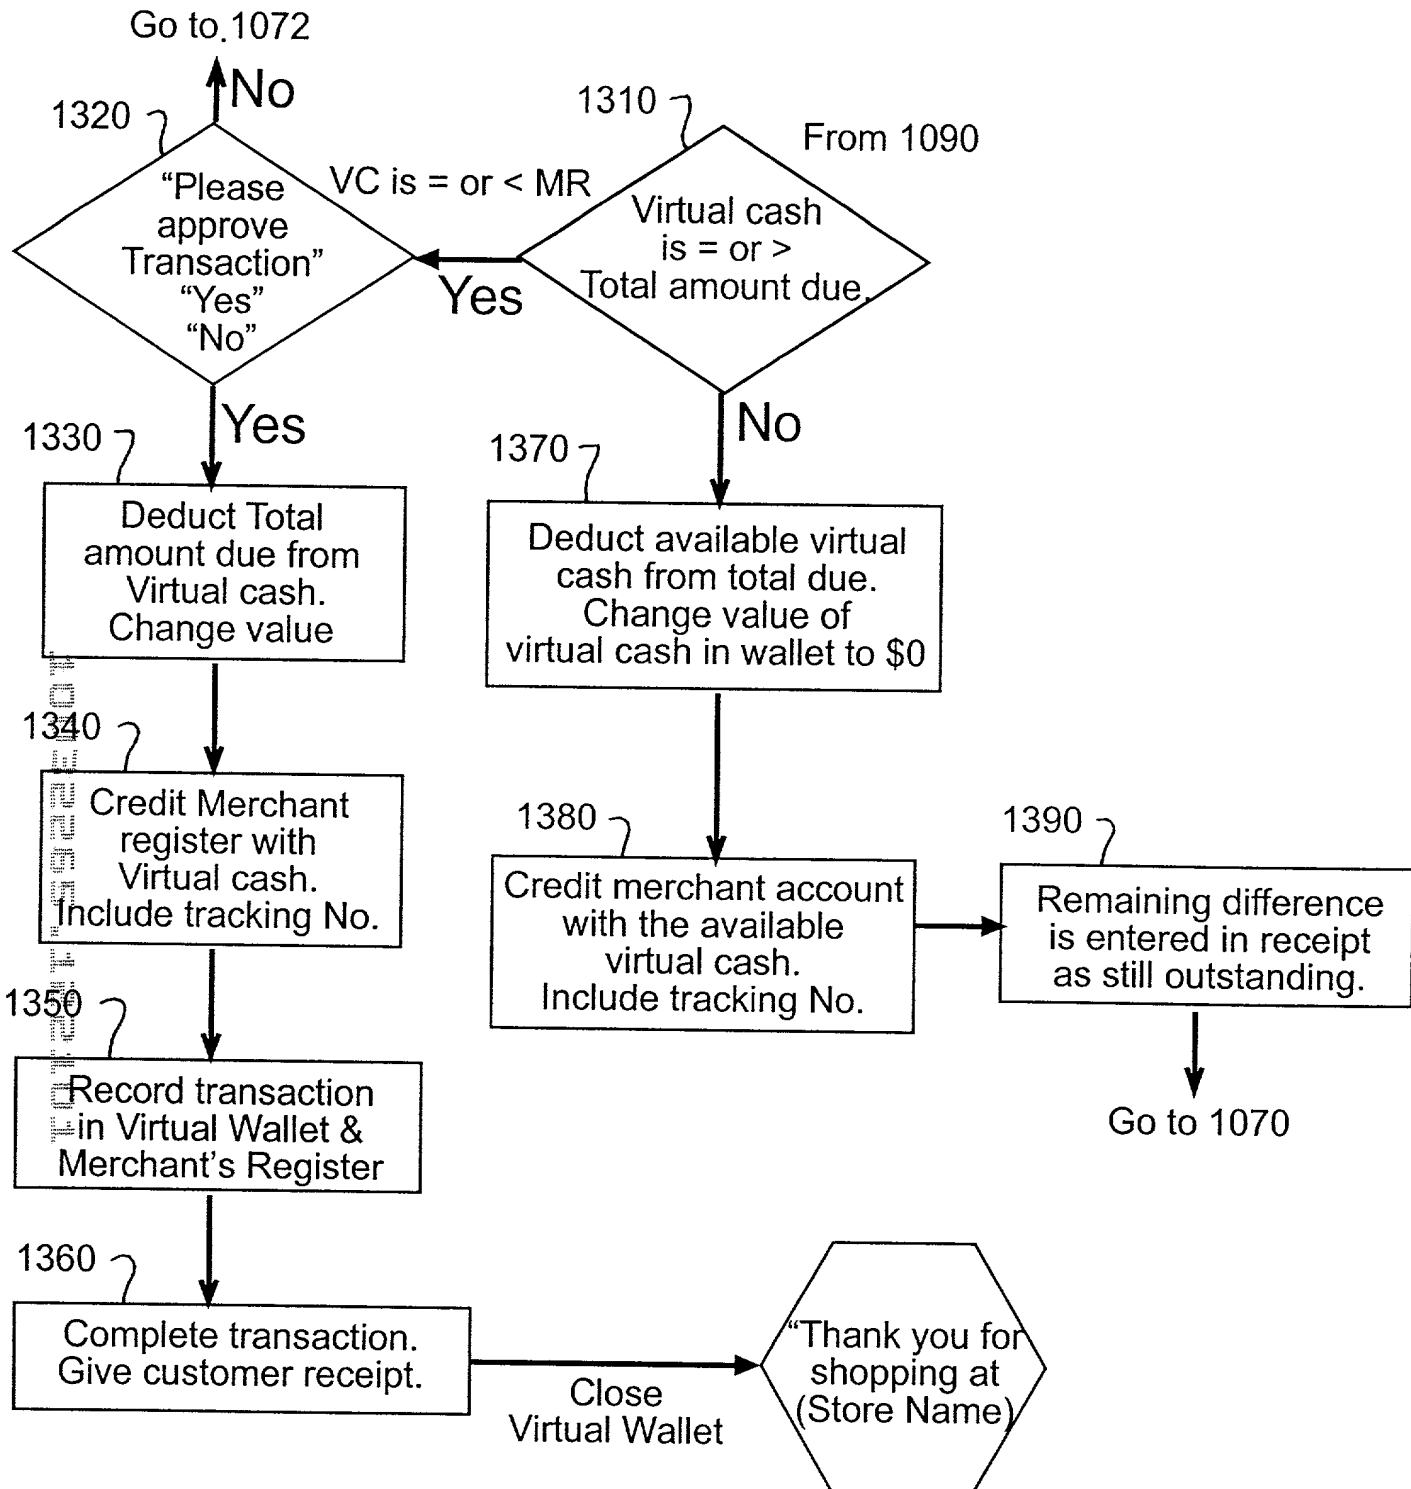 Go to 1072
No
1320
1310
From 1090
"Please
approve
Transaction"
"Yes"
"No"
VC is = or < MR
Virtual cash
is = or >
Total amount due.
Yes
Yes
No
1330
1370
Deduct Total
amount due from
Virtual cash.
Change value
Deduct available virtual
cash from total due.
Change value of
virtual cash in wallet to $0
1340
Credit Merchant
register with
Virtual cash.
Include tracking No.
1380
Credit merchant account
with the available
virtual cash.
Include tracking No.
1390
Remaining difference
is entered in receipt
as still outstanding.
Go to 1070
1350
Record transaction
in Virtual Wallet &
Merchant's Register
1360
Complete transaction.
Give customer receipt.
Close
Virtual Wallet
"Thank you for
shopping at
(Store Name)